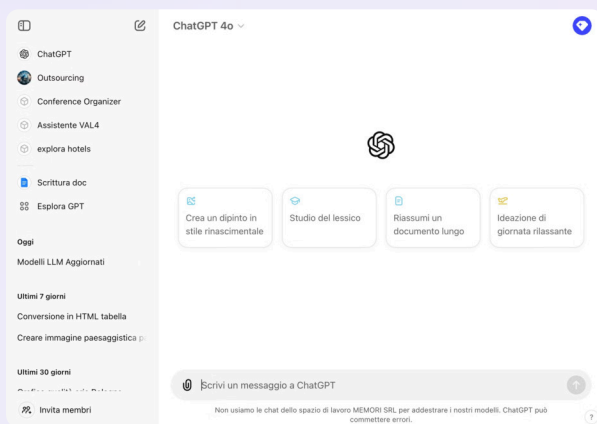 ChatGPT 4o
ChatGPT
Outsourcing
Conference Organizer
Assistente VAL4
explora hotels
Scrittura doc
Esplora GPT
Oggi
Modelli LLM Aggiornati
Ultimi 7 giorni
Conversione in HTML tabella
Creare immagine paesaggistica
Ultimi 30 giorni
Invita membri
Crea un dipinto in
stile rinascimentale
Studio del lessico
Riassumi un
documento lungo
Ideazione di
giornata rilassante
Scrivi un messaggio a ChatGPT
Non usiamo le chat dello spazio di lavoro MEMORI SRL per addestrare i nostri modelli. ChatGPT può
commettere errori.
?